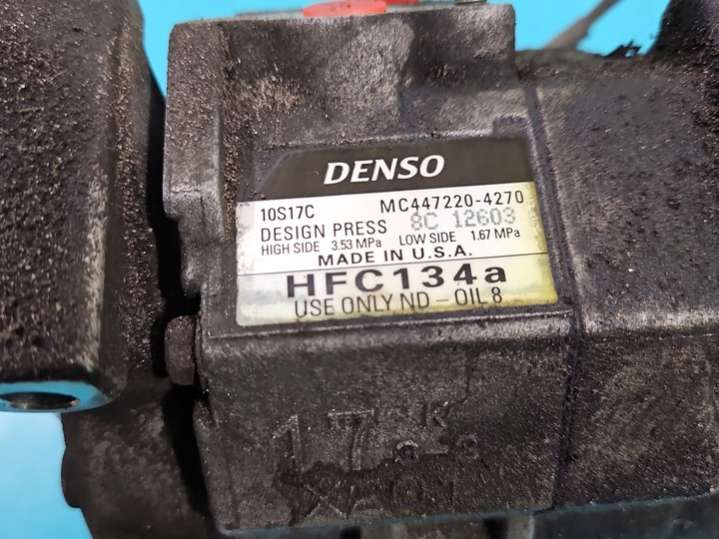 DENSO
10S17C MC447220-4270
DESIGN PRESS 8C 12603
HIGH SIDE 3.53 MPa LOW SIDE 1.67 MPa
MADE IN U.S.A.
HFC134a
USE ONLY ND-OIL 8
17